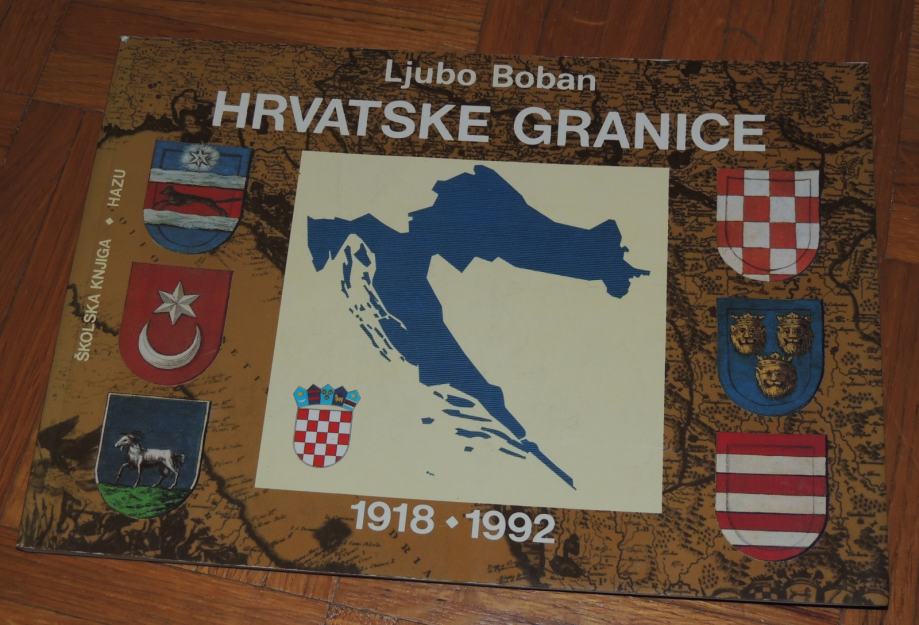 Ljubo Boban
HRVATSKE GRANICE
ŠKOLSKA KNJIGA ◆ HAZU
1918 ◆ 1992